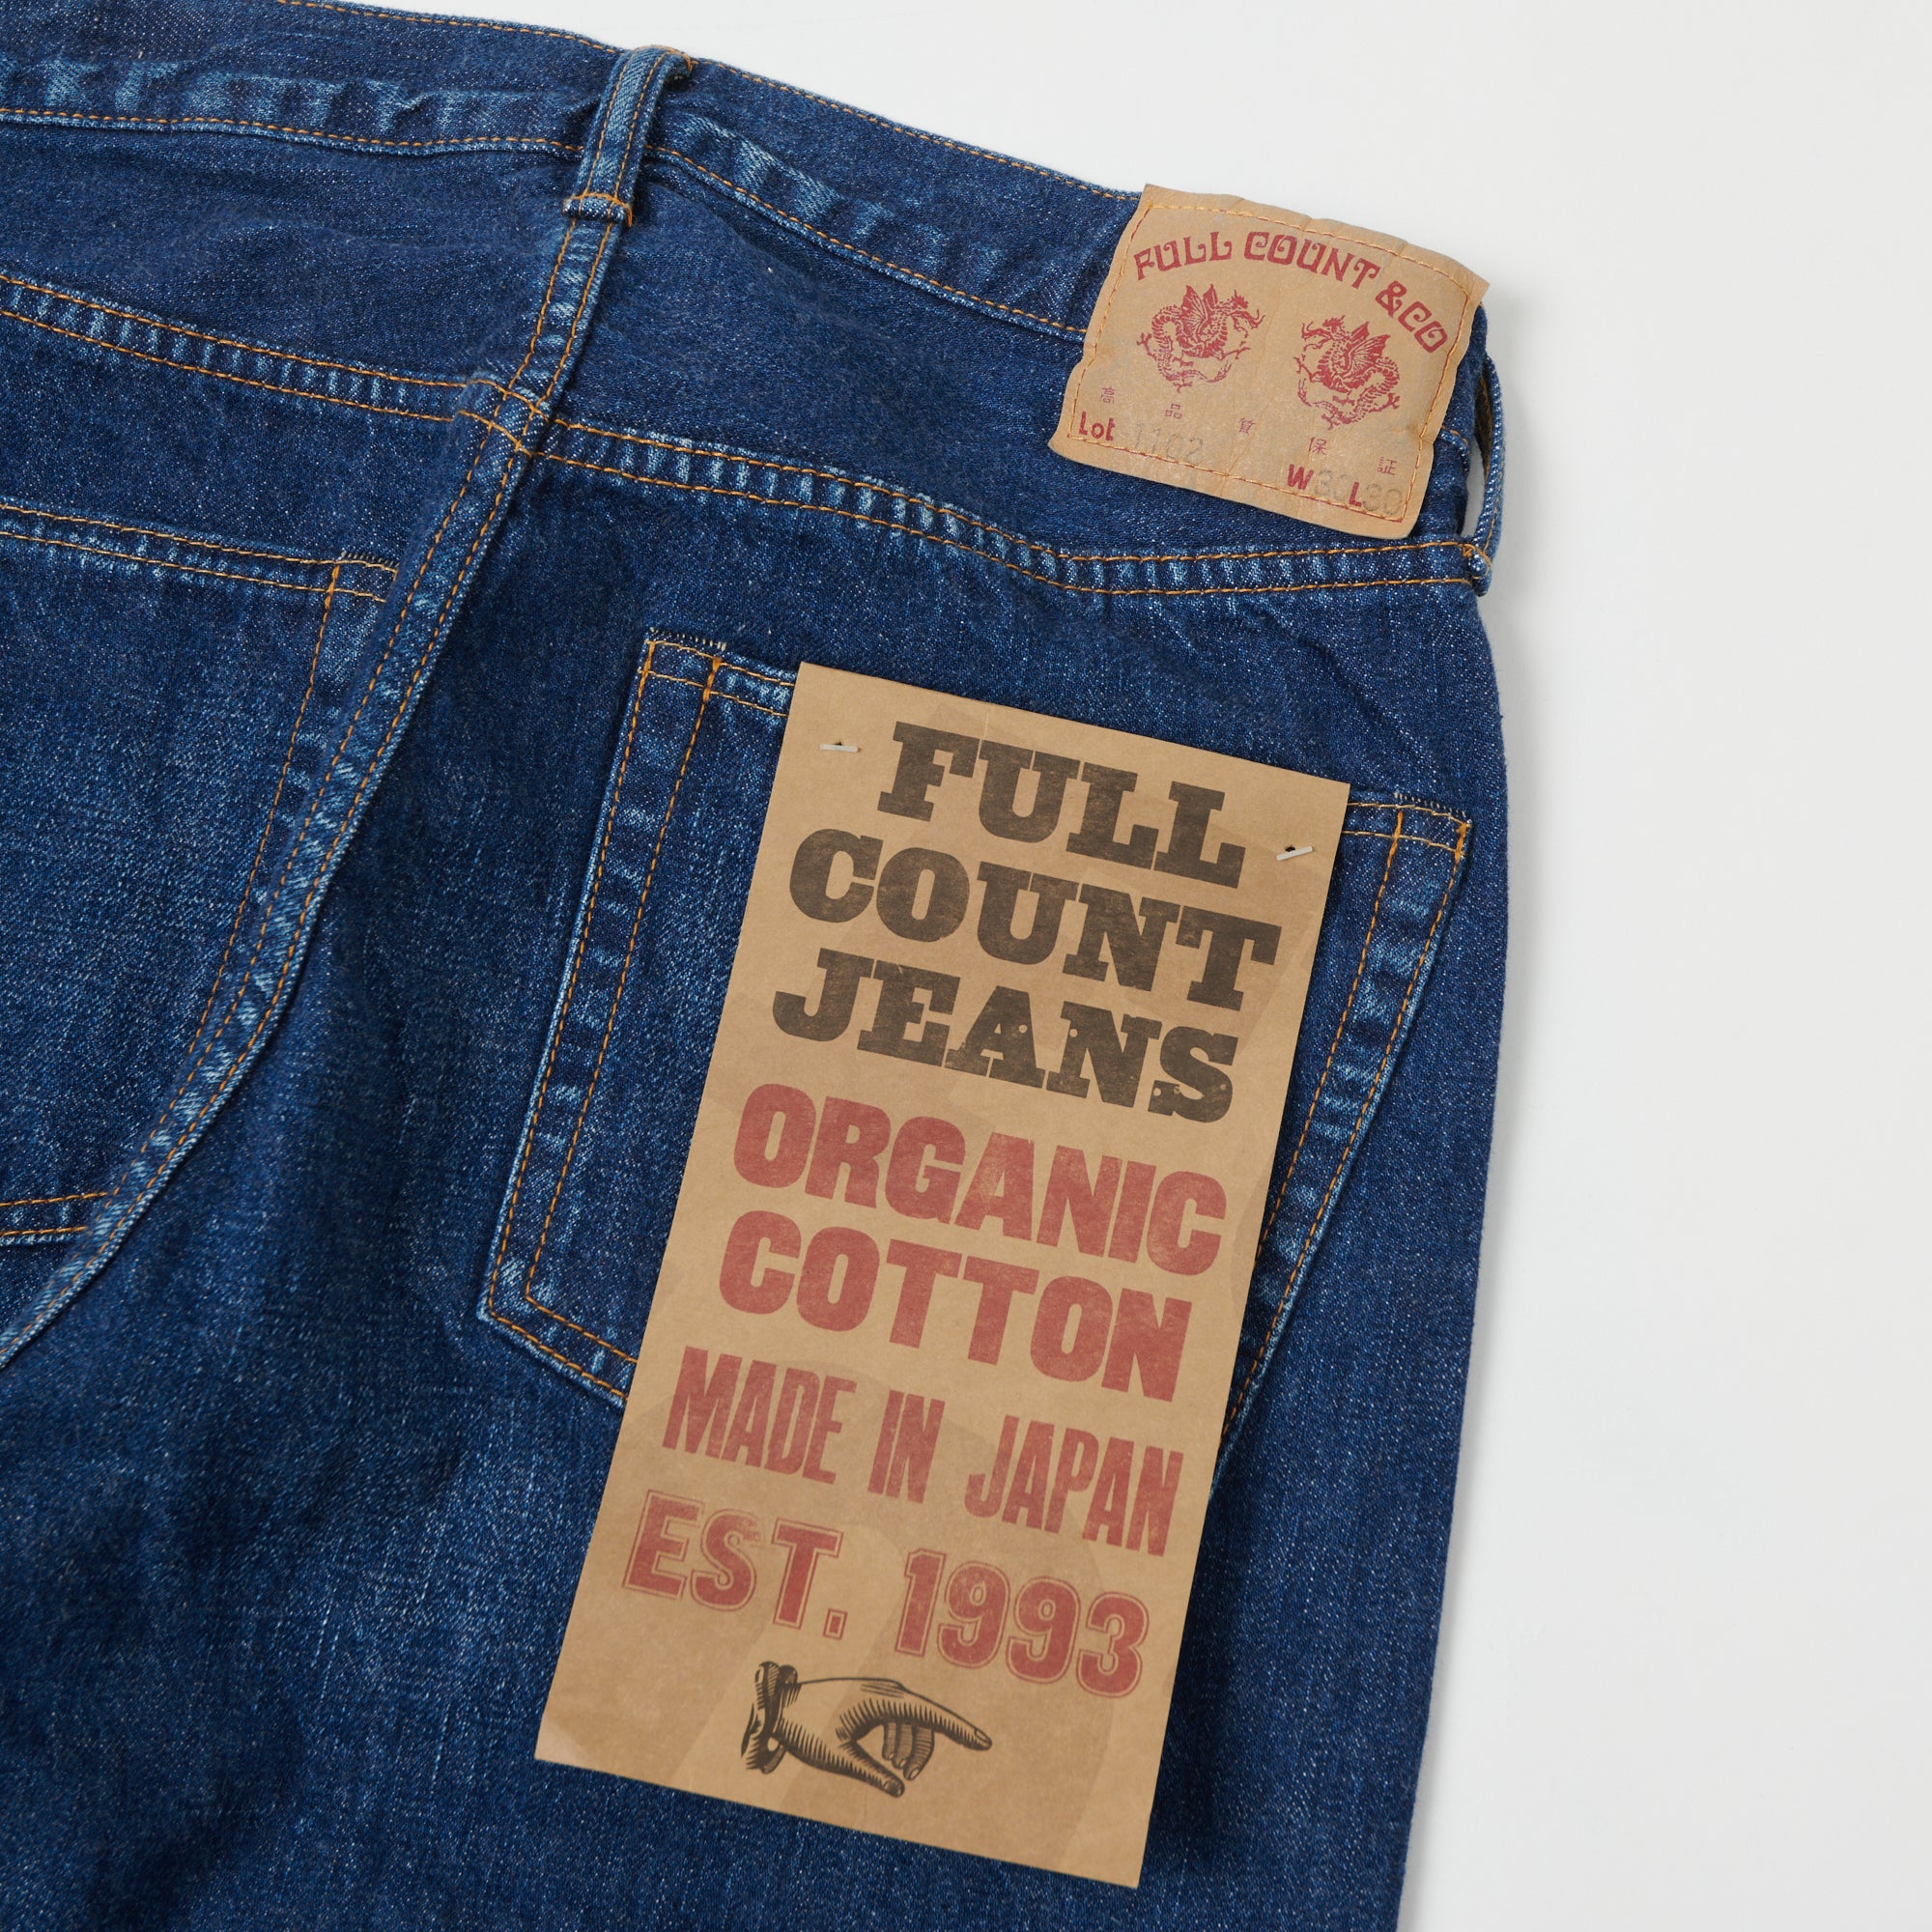 FULL COUNT &CO
高品質保証
Lot 1102
W30L30
FULL
COUNT
JEANS
ORGANIC
COTTON
MADE IN JAPAN
EST. 1993